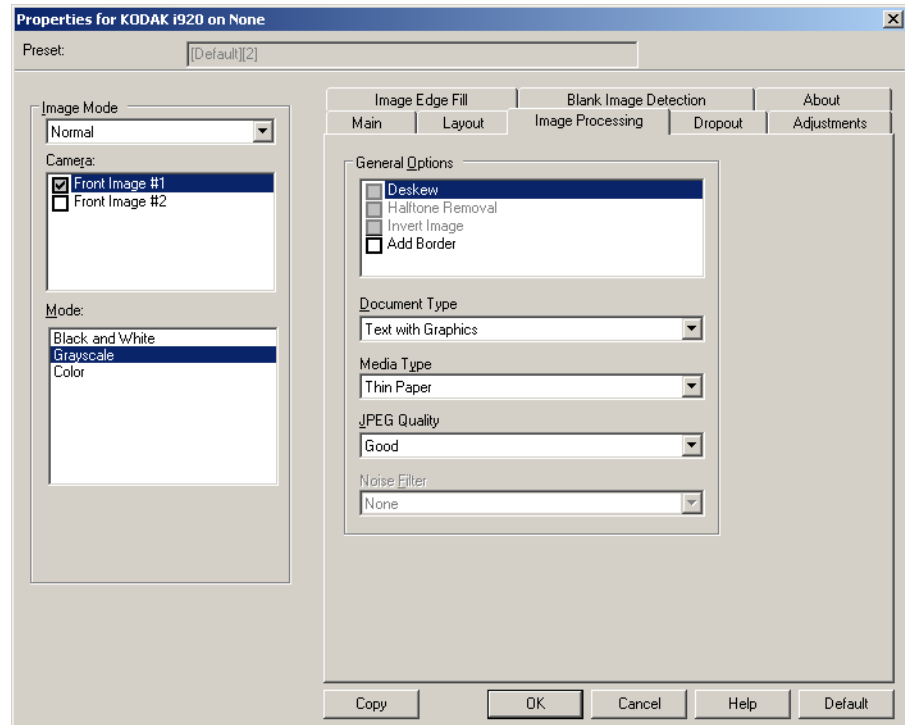 Properties for KODAK i920 on None
Preset:
[Default][2]
Image Mode
Normal
Camera:
Front Image #1
Front Image #2
Mode:
Black and White
Grayscale
Color
Image Edge Fill
Blank Image Detection
About
Main
Layout
Image Processing
Dropout
Adjustments
General Options
Deskew
Halftone Removal
Invert Image
Add Border
Document Type
Text with Graphics
Media Type
Thin Paper
JPEG Quality
Good
Noise Filter
None
Copy
OK
Cancel
Help
Default